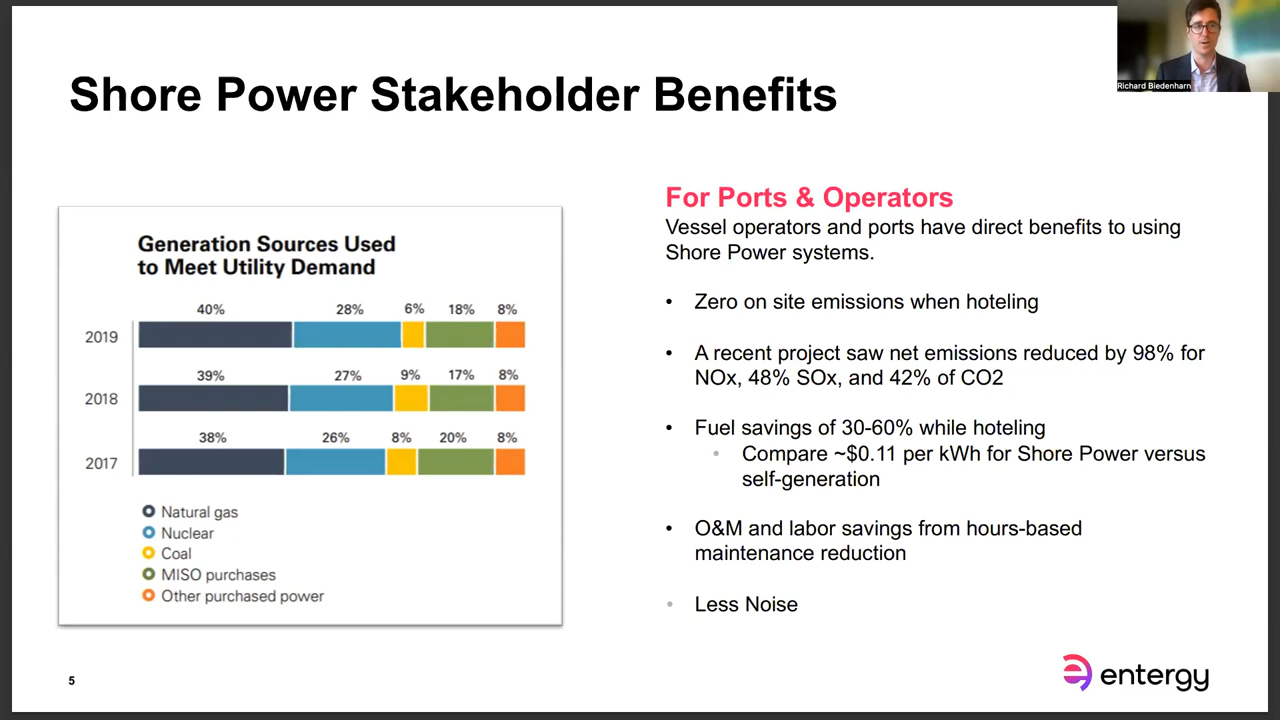 Richard Biedenharn
Shore Power Stakeholder Benefits
Generation Sources Used
to Meet Utility Demand
40% 28% 6% 18% 8%
2019
39% 27% 9% 17% 8%
2018
38% 26% 8% 20% 8%
2017
Natural gas
Nuclear
Coal
MISO purchases
Other purchased power
For Ports & Operators
Vessel operators and ports have direct benefits to using
Shore Power systems.
• Zero on site emissions when hoteling
• A recent project saw net emissions reduced by 98% for
NOx, 48% SOx, and 42% of CO2
• Fuel savings of 30-60% while hoteling
• Compare ~$0.11 per kWh for Shore Power versus
self-generation
• O&M and labor savings from hours-based
maintenance reduction
• Less Noise
5
entergy